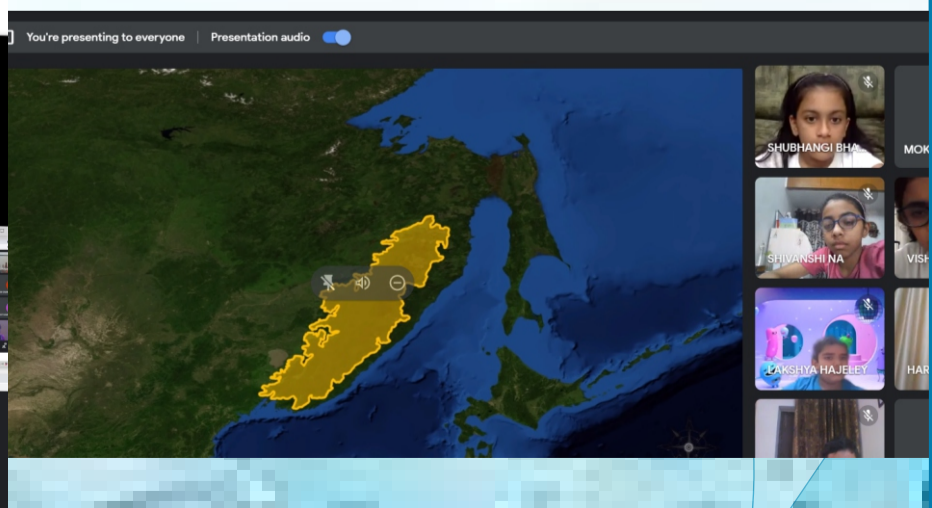 You're presenting to everyone | Presentation audio
SHUBHANGI BHA...
MOK
SHIVANSHI NA
VISH
LAKSHYA HAJELEY
HAR